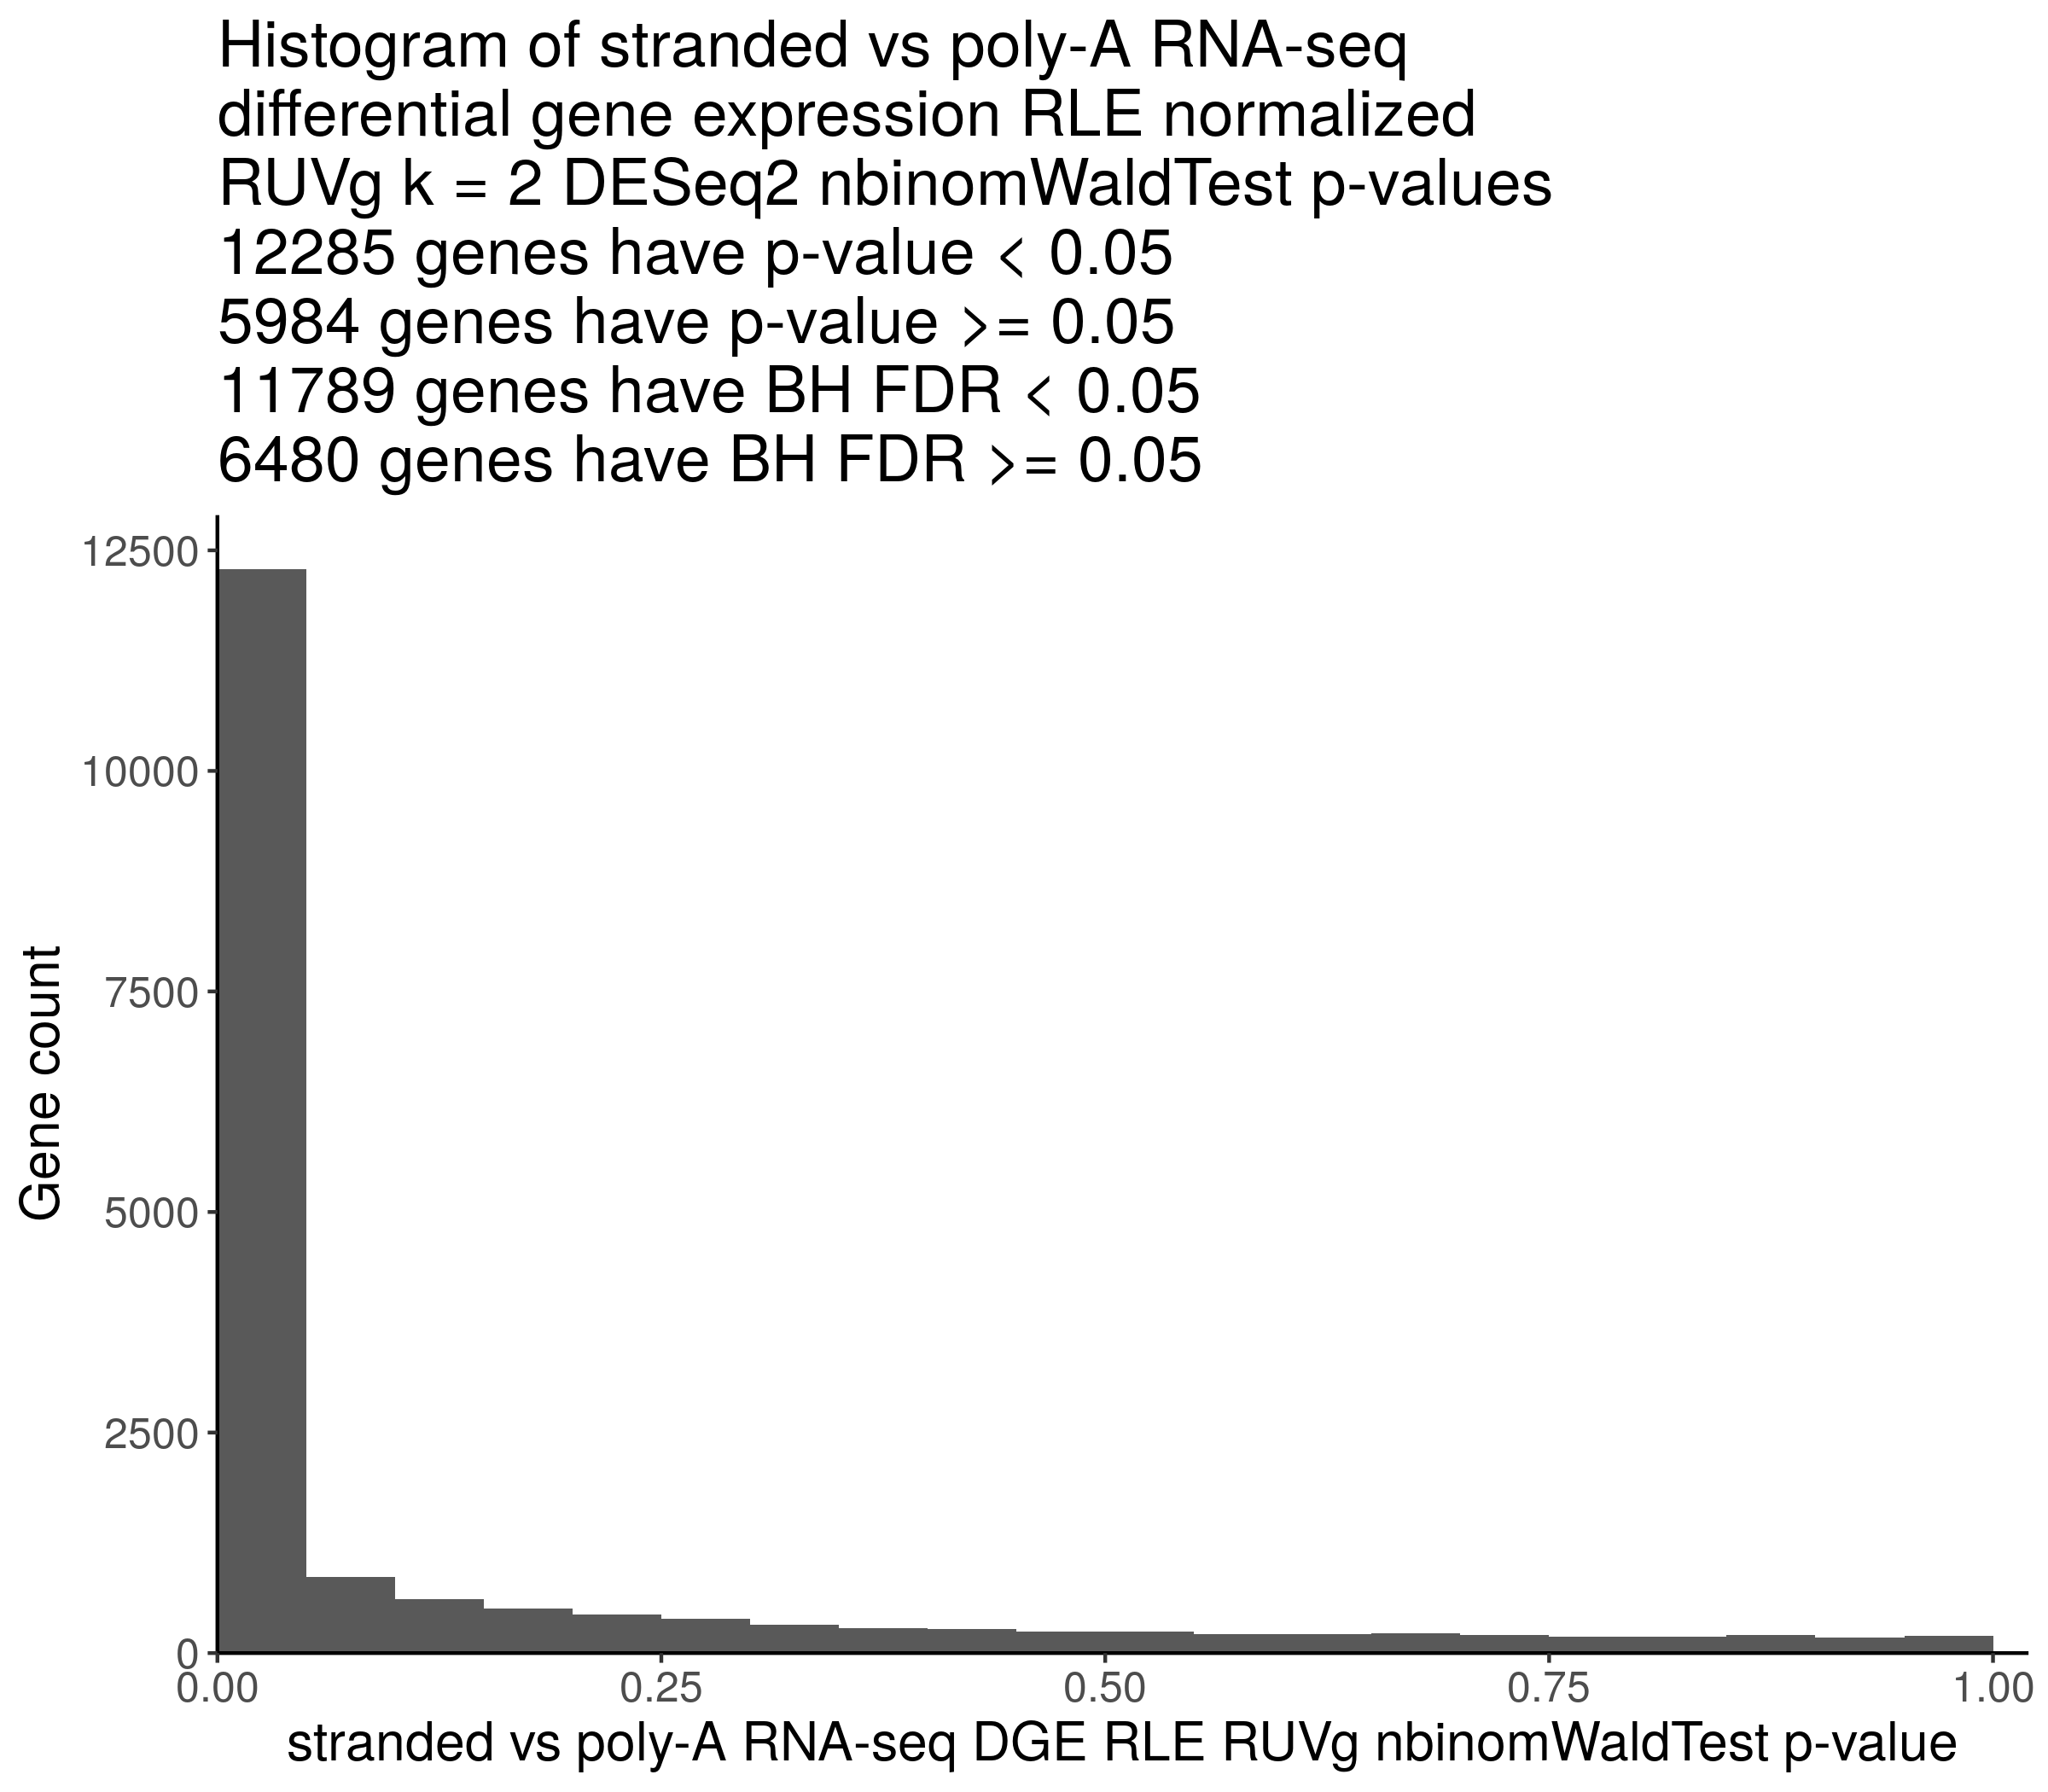 Histogram of stranded vs poly-A RNA-seq
differential gene expression RLE normalized
RUVg k = 2 DESeq2 nbinomWaldTest p-values
12285 genes have p-value < 0.05
5984 genes have p-value >= 0.05
11789 genes have BH FDR < 0.05
6480 genes have BH FDR >= 0.05
12500
10000
7500
5000
2500
0
Gene count
0.00 0.25 0.50 0.75 1.00
stranded vs poly-A RNA-seq DGE RLE RUVg nbinomWaldTest p-value